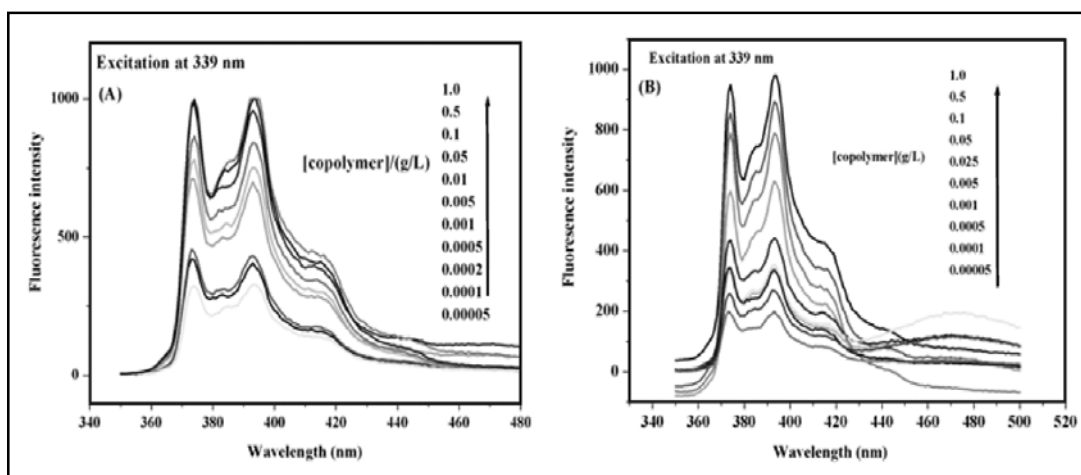 Excitation at 339 nm
(A)
1.0
0.5
0.1
0.05
0.01
0.005
0.001
0.0005
0.0002
0.0001
0.00005
[copolymer]/(g/L)
1000
500
0
Fluoresence intensity
340 360 380 400 420 440 460 480
Wavelength (nm)
Excitation at 339 nm
(B)
1.0
0.5
0.1
0.05
0.025
0.005
0.001
0.0005
0.0001
0.00005
[copolymer](g/L)
1000
800
600
400
200
0
Fluoresence intensity
340 360 380 400 420 440 460 480 500 520
Wavelength (nm)